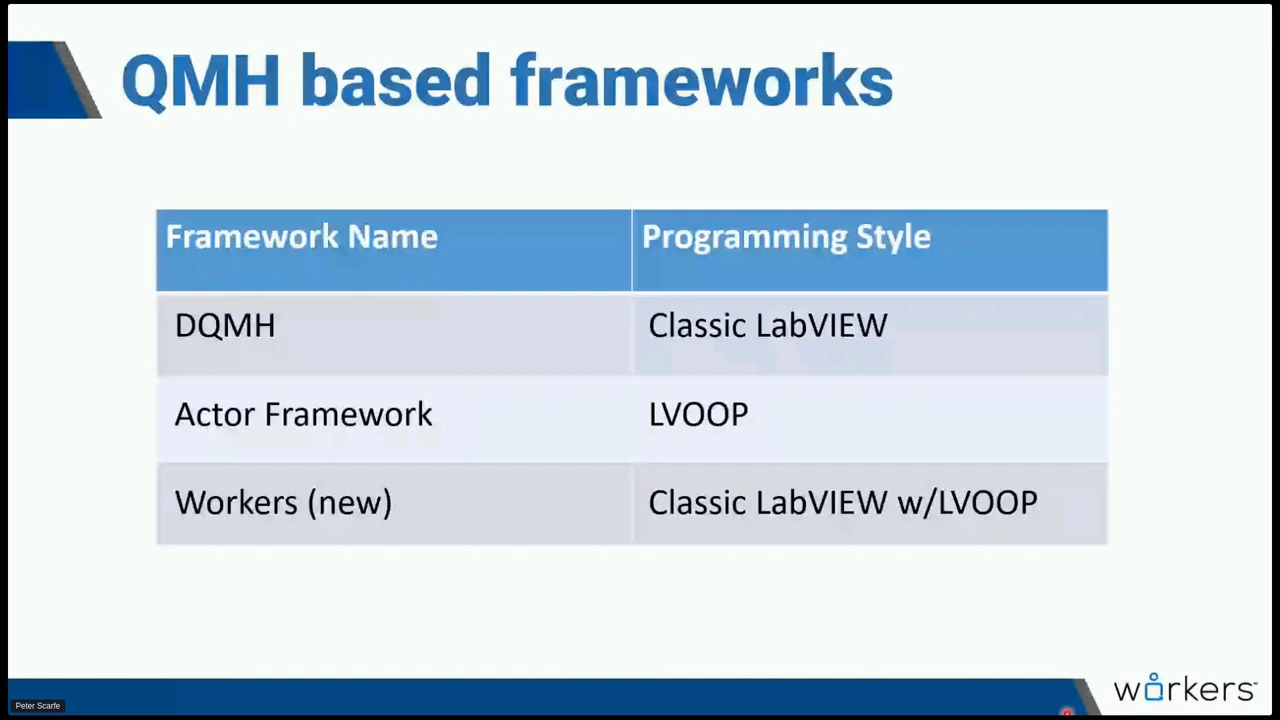 QMH based frameworks
Framework Name Programming Style
DQMH Classic LabVIEW
Actor Framework LVOOP
Workers (new) Classic LabVIEW w/LVOOP
workers™
Peter Scarfe